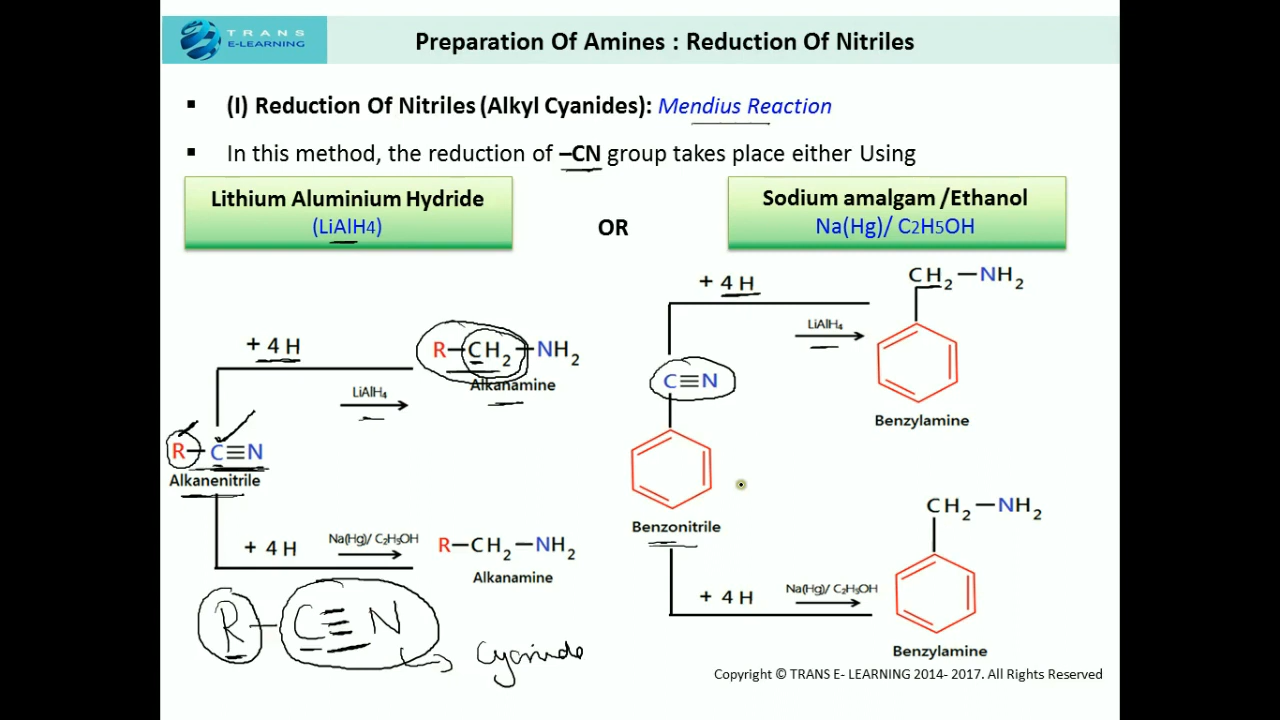 TRANS
E-LEARNING
Preparation Of Amines : Reduction Of Nitriles
▪ (I) Reduction Of Nitriles (Alkyl Cyanides): Mendius Reaction
▪ In this method, the reduction of –CN group takes place either Using
Lithium Aluminium Hydride
(LiAlH4)
OR
Sodium amalgam /Ethanol
Na(Hg)/ C2H5OH
+ 4 H
LiAlH₄
R–CH₂–NH₂
Alkanamine
R–C≡N
Alkanenitrile
+ 4 H
Na(Hg)/ C₂H₅OH
R–CH₂–NH₂
Alkanamine
R–C≡N
Cyanide
+ 4 H
LiAlH₄
CH₂–NH₂
Benzylamine
C≡N
Benzonitrile
+ 4 H
Na(Hg)/ C₂H₅OH
CH₂–NH₂
Benzylamine
Copyright © TRANS E- LEARNING 2014- 2017. All Rights Reserved